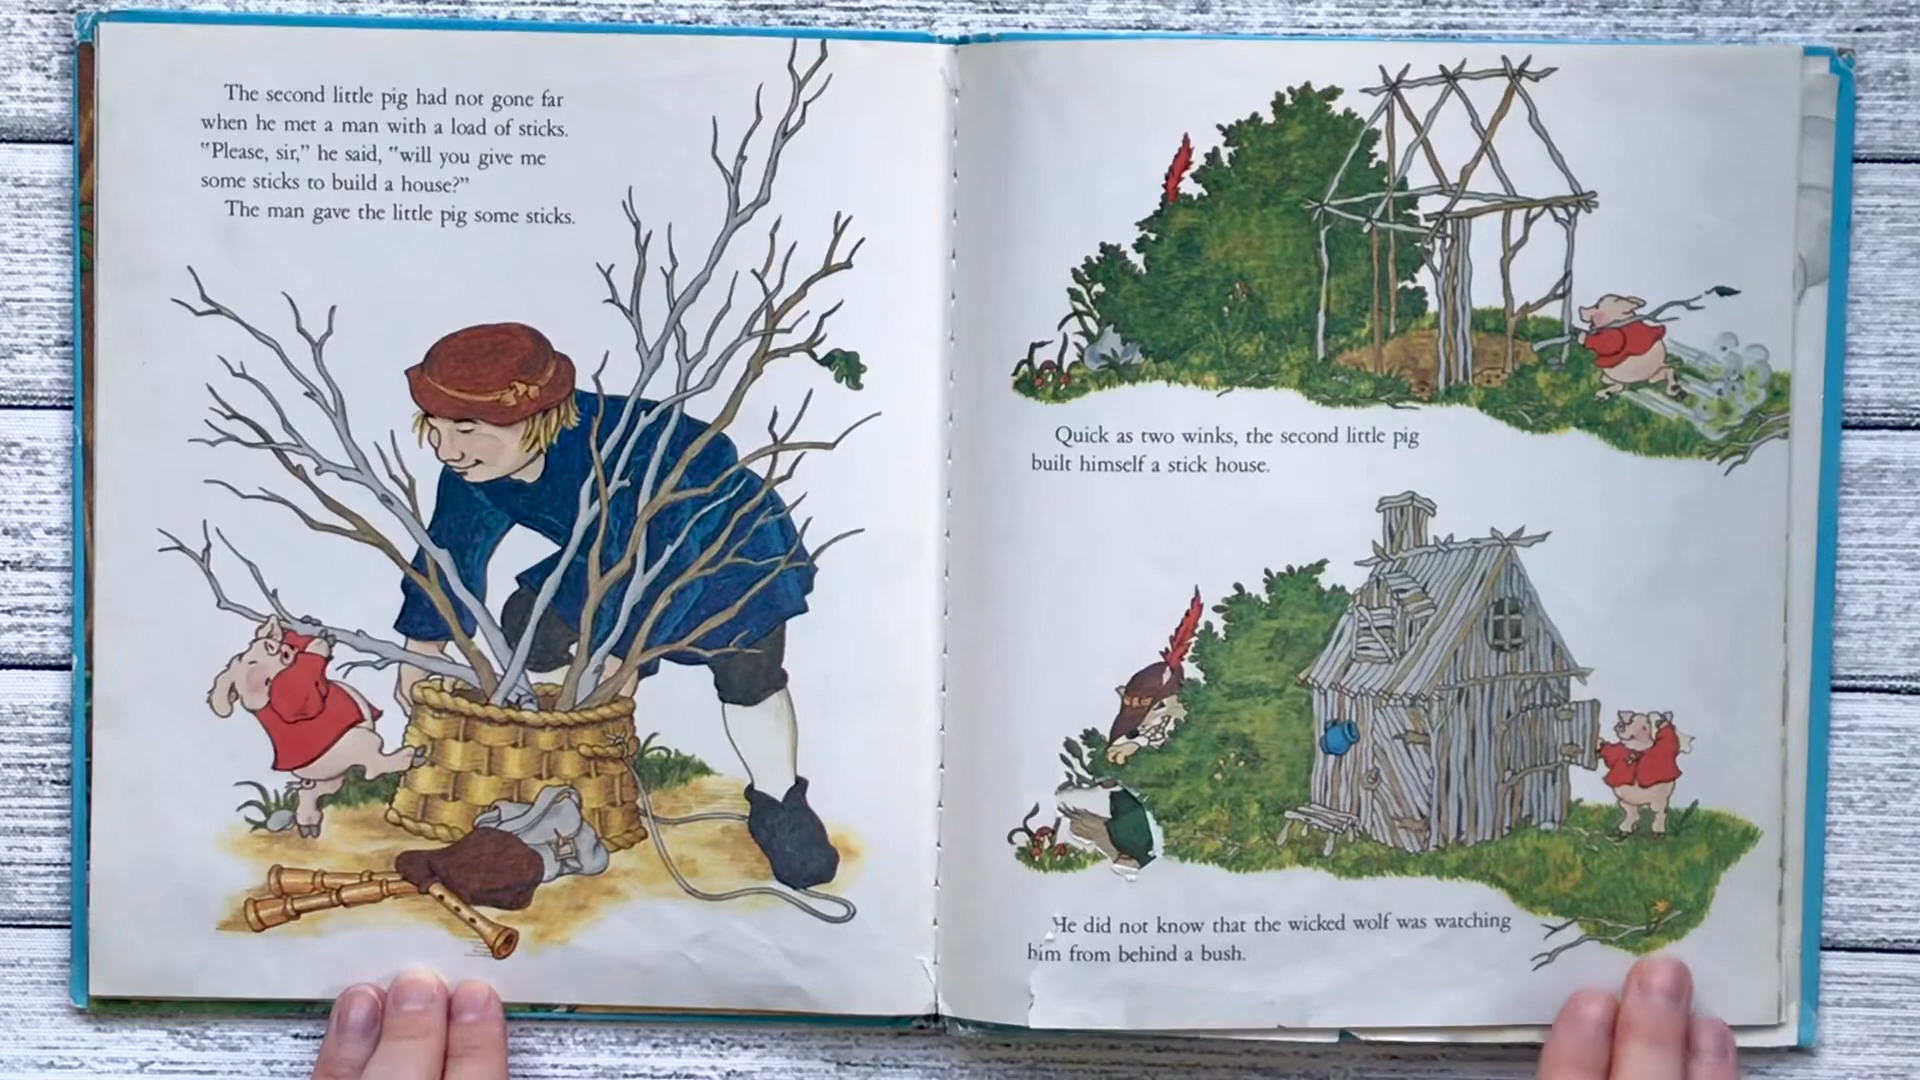 The second little pig had not gone far
when he met a man with a load of sticks.
"Please, sir," he said, "will you give me
some sticks to build a house?"
The man gave the little pig some sticks.
Quick as two winks, the second little pig
built himself a stick house.
He did not know that the wicked wolf was watching
him from behind a bush.